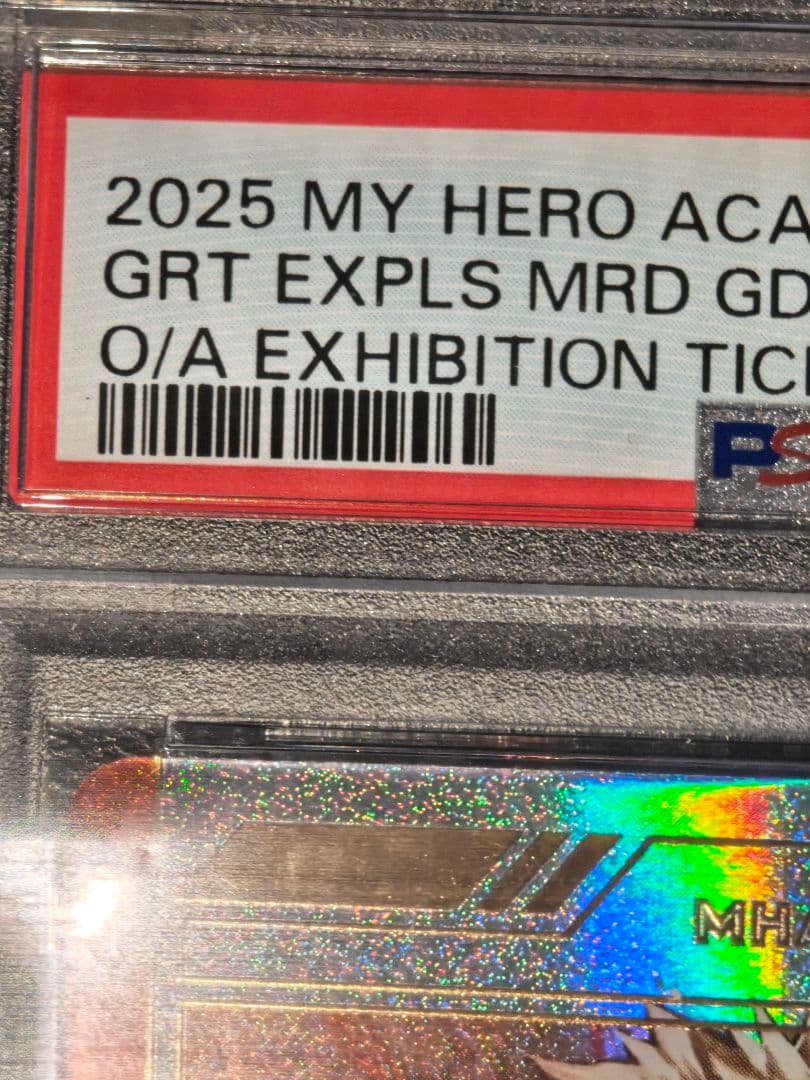 2025 MY HERO ACA
GRT EXPLS MRD GD
O/A EXHIBITION TIC
PS
MHA